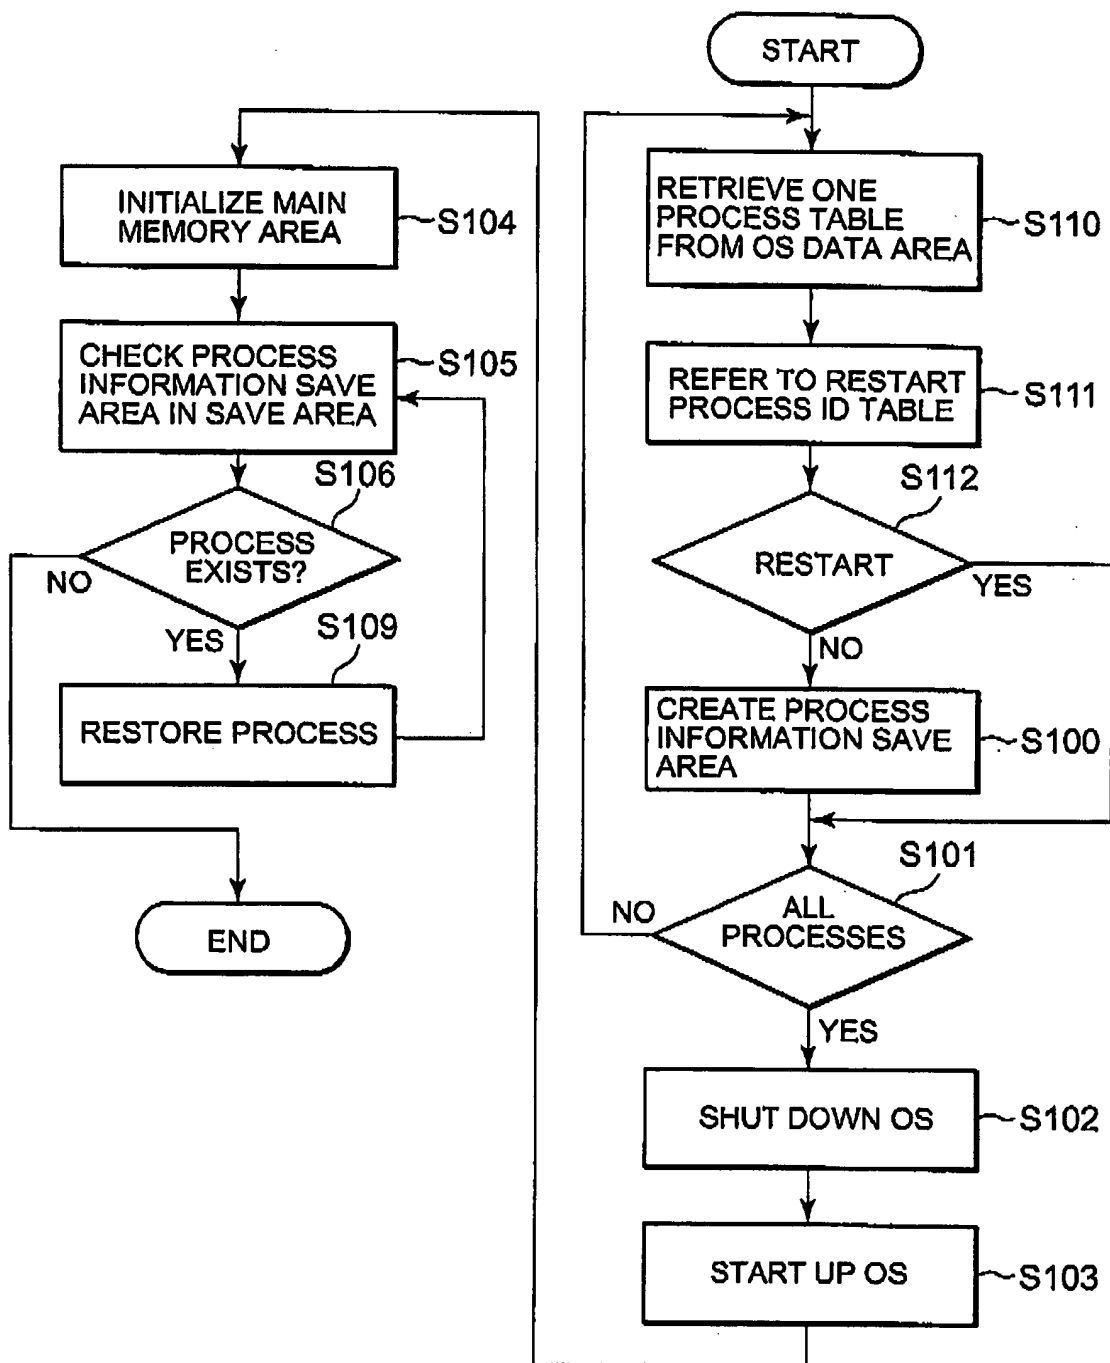 START
RETRIEVE ONE
PROCESS TABLE
FROM OS DATA AREA
S110
REFER TO RESTART
PROCESS ID TABLE
S111
S112
RESTART
YES
NO
CREATE PROCESS
INFORMATION SAVE
AREA
S100
S101
ALL
PROCESSES
NO
YES
SHUT DOWN OS
S102
START UP OS
S103
INITIALIZE MAIN
MEMORY AREA
S104
CHECK PROCESS
INFORMATION SAVE
AREA IN SAVE AREA
S105
S106
PROCESS
EXISTS?
NO
YES
S109
RESTORE PROCESS
END